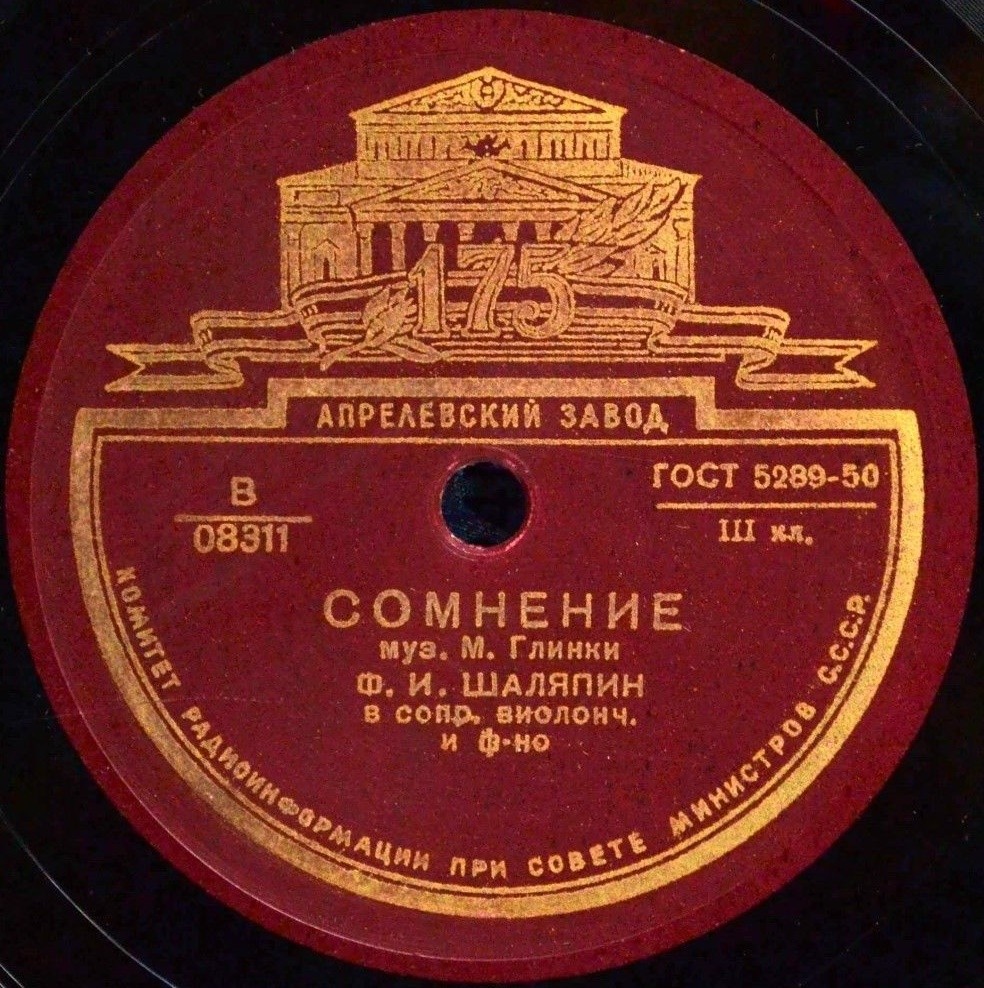 175
АПРЕЛЕВСКИЙ ЗАВОД
В
08311
ГОСТ 5289-50
III кл.
СОМНЕНИЕ
муз. М. Глинки
Ф. И. ШАЛЯПИН
в сопр. виолонч.
и ф-но
КОМИТЕТ РАДИОИНФОРМАЦИИ ПРИ СОВЕТЕ МИНИСТРОВ С.С.С.Р.